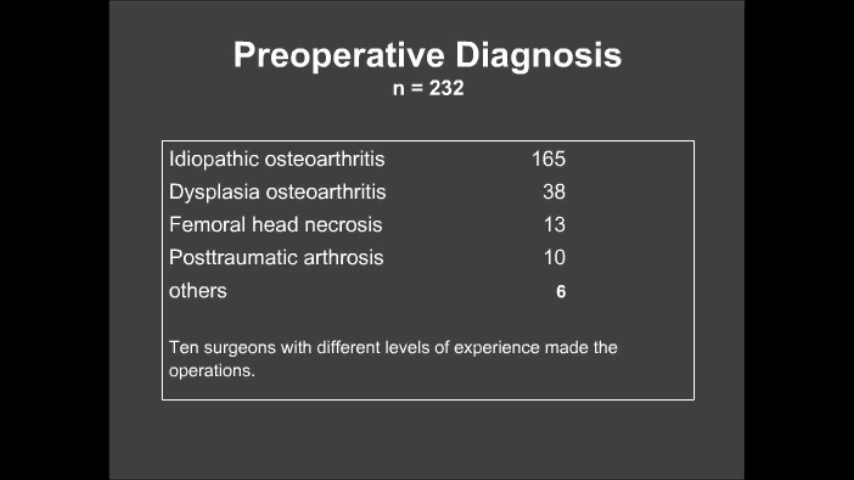 Preoperative Diagnosis
n = 232
Idiopathic osteoarthritis 165
Dysplasia osteoarthritis 38
Femoral head necrosis 13
Posttraumatic arthrosis 10
others 6
Ten surgeons with different levels of experience made the
operations.